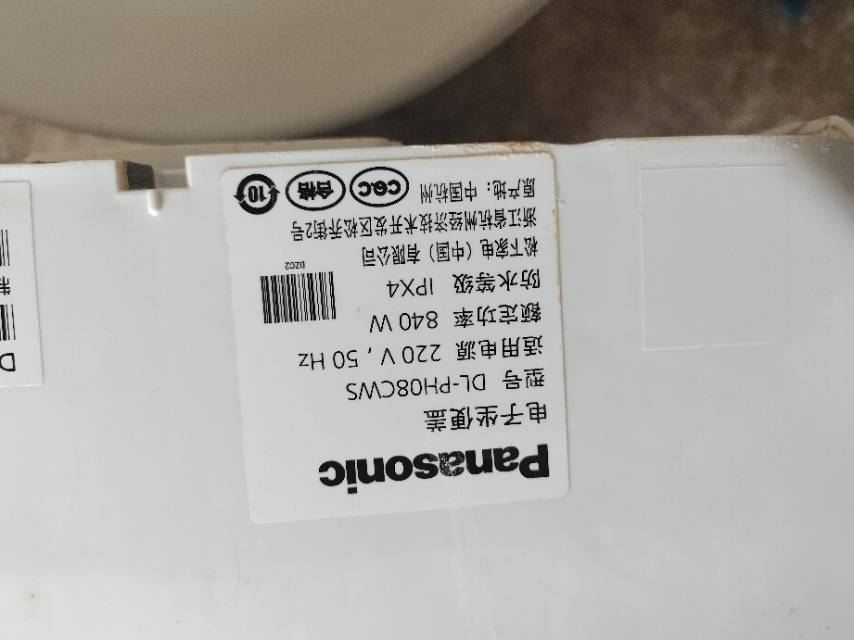 Panasonic
电子坐便盖
型号 DL-PH08CWS
适用电源 220 V , 50 Hz
额定功率 840 W
防水等级 IPX4
DZC2
松下家电（中国）有限公司
浙江省杭州经济技术开发区松乔街2号
原产地：中国杭州
CQC
合格
10
D
制